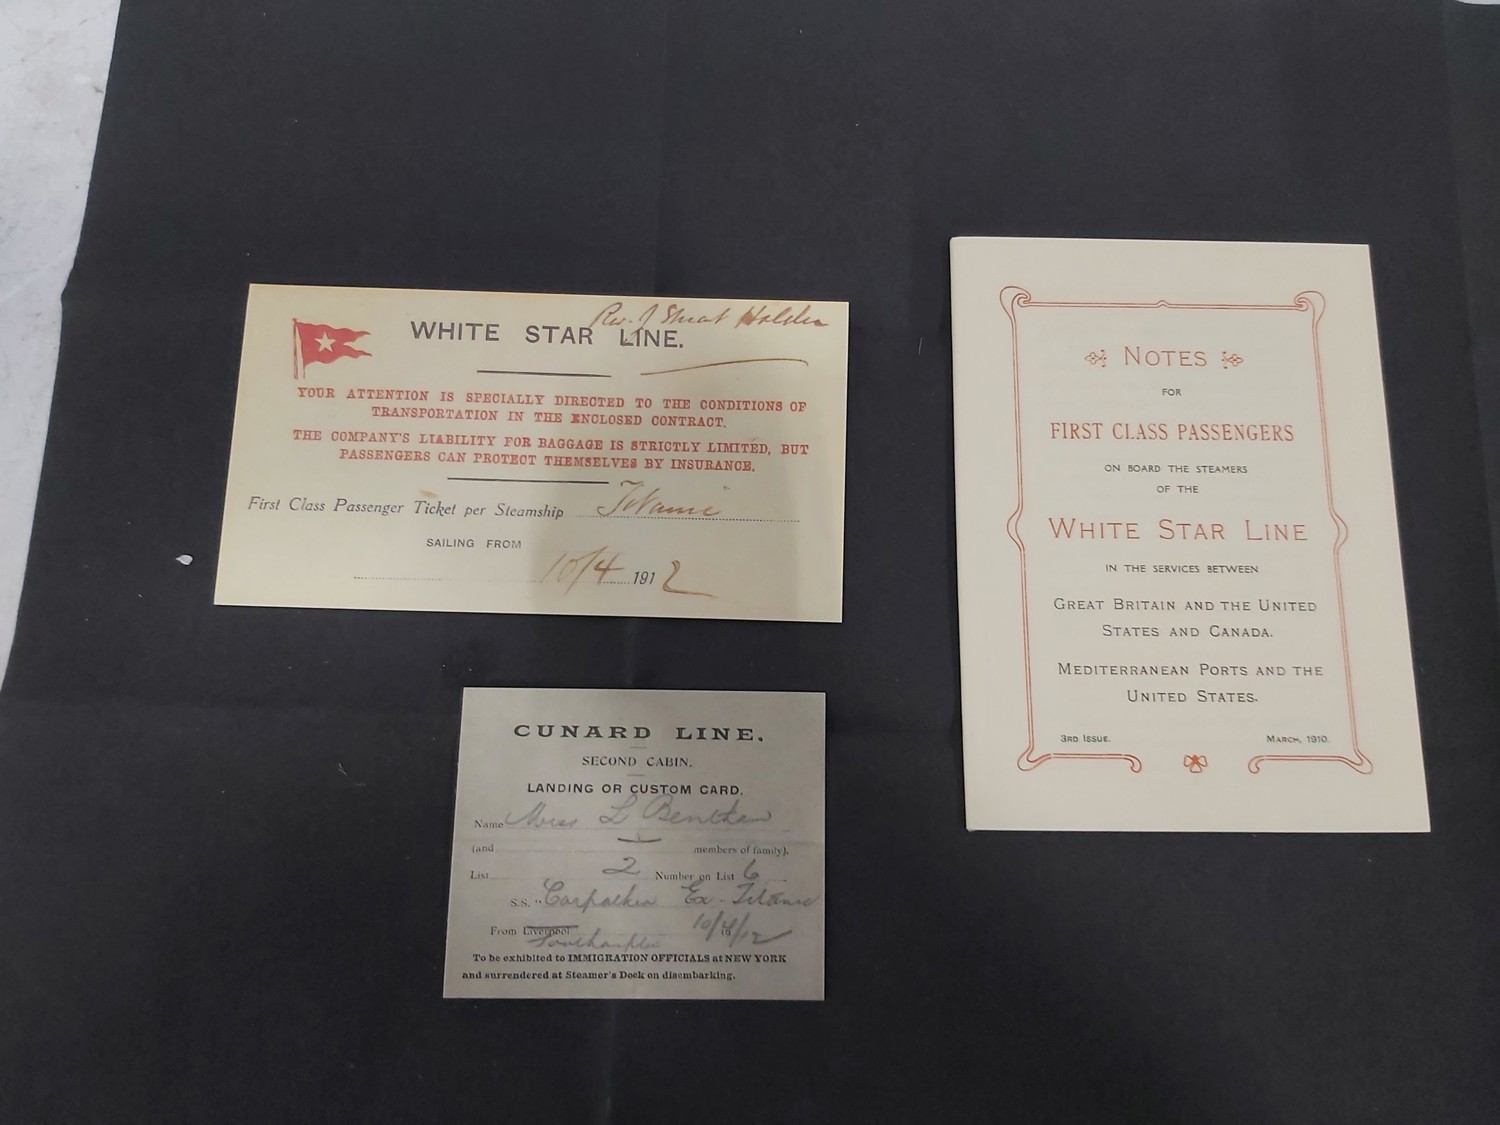 Rev. J Stuart Holden
WHITE STAR LINE.
YOUR ATTENTION IS SPECIALLY DIRECTED TO THE CONDITIONS OF
TRANSPORTATION IN THE ENCLOSED CONTRACT.
THE COMPANY'S LIABILITY FOR BAGGAGE IS STRICTLY LIMITED, BUT
PASSENGERS CAN PROTECT THEMSELVES BY INSURANCE.
First Class Passenger Ticket per Steamship Titanic
SAILING FROM
10/4 1912
CUNARD LINE.
SECOND CABIN.
LANDING OR CUSTOM CARD.
Name Miss L Bentham
(and members of family),
List 2 Number on List 6
S.S. "Carpathia Ex-Titanic
From Liverpool 10/4/12
Southampton
To be exhibited to IMMIGRATION OFFICIALS at NEW YORK
and surrendered at Steamer's Dock on disembarking.
NOTES
FOR
FIRST CLASS PASSENGERS
ON BOARD THE STEAMERS
OF THE
WHITE STAR LINE
IN THE SERVICES BETWEEN
GREAT BRITAIN AND THE UNITED
STATES AND CANADA.
MEDITERRANEAN PORTS AND THE
UNITED STATES.
3RD ISSUE. MARCH, 1910.